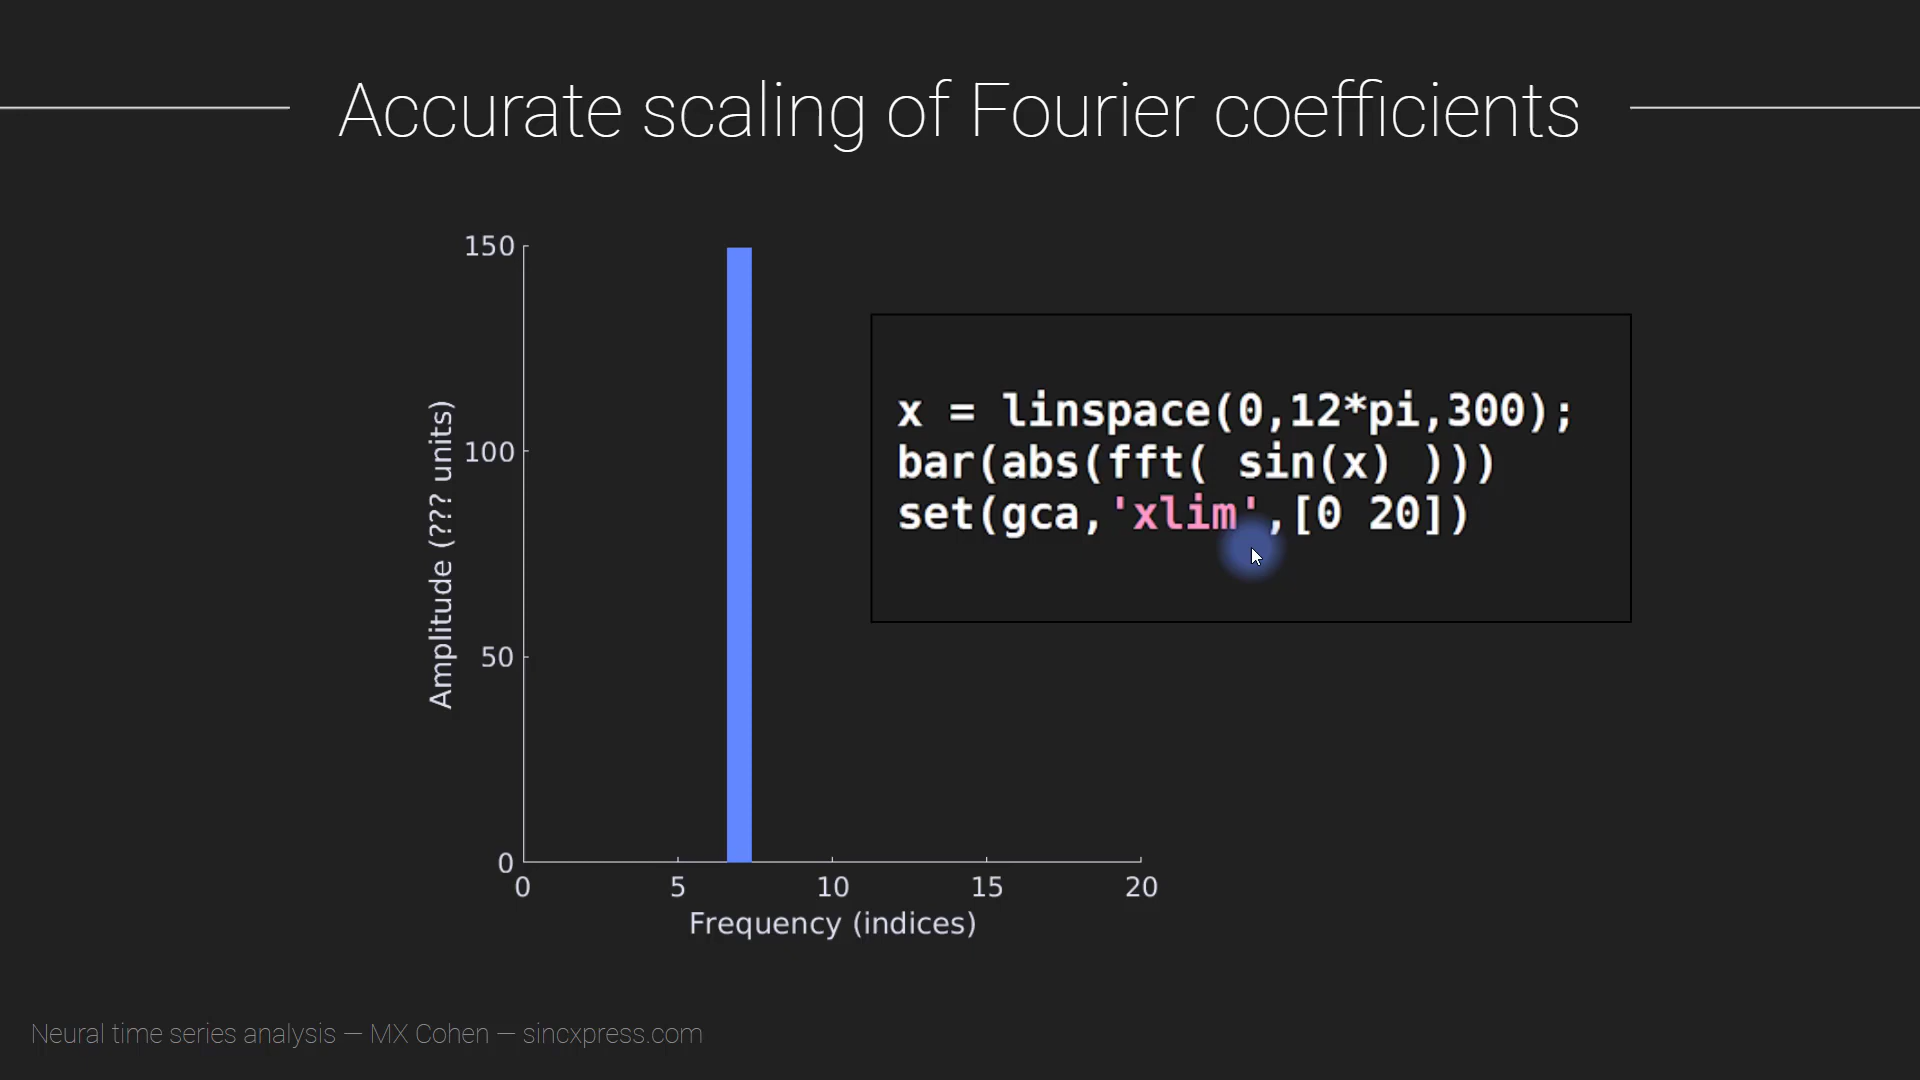 Accurate scaling of Fourier coefficients
150
100
50
0
Amplitude (??? units)
0 5 10 15 20
Frequency (indices)
x = linspace(0,12*pi,300);
bar(abs(fft( sin(x) )))
set(gca,'xlim',[0 20])
Neural time series analysis — MX Cohen — sincxpress.com